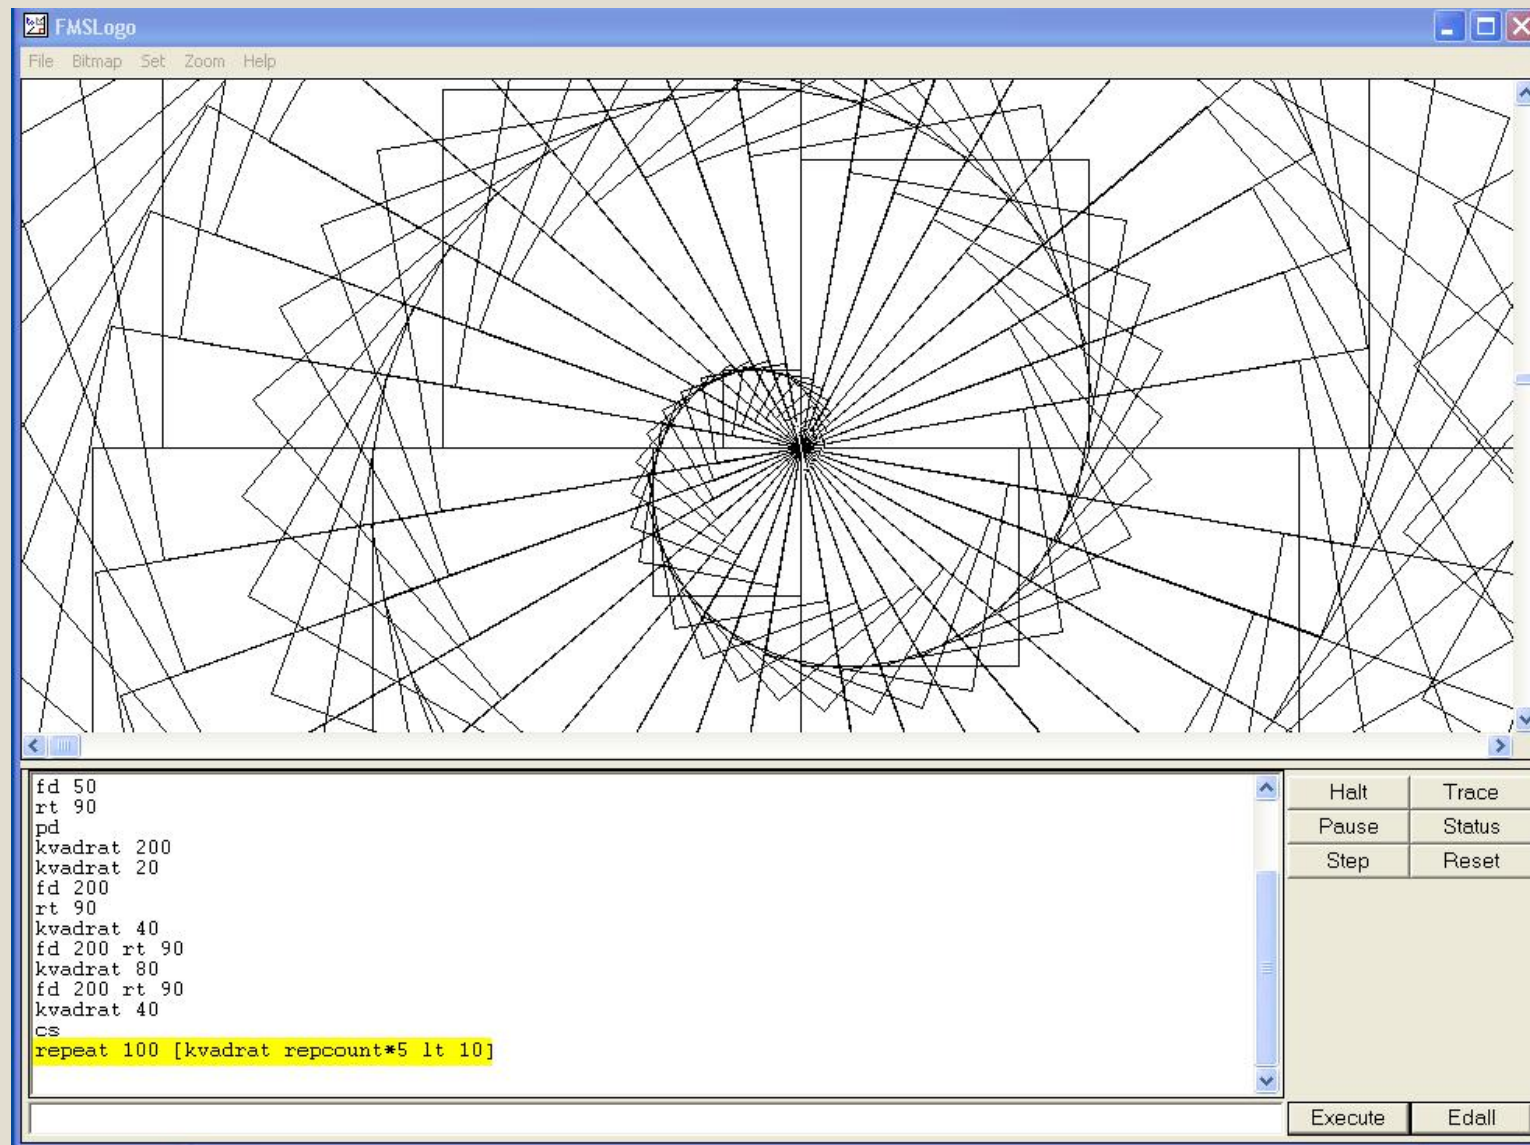 FMSLogo
File Bitmap Set Zoom Help
fd 50
rt 90
pd
kvadrat 200
kvadrat 20
fd 200
rt 90
kvadrat 40
fd 200 rt 90
kvadrat 80
fd 200 rt 90
kvadrat 40
cs
repeat 100 [kvadrat repcount*5 lt 10]
Halt Trace
Pause Status
Step Reset
Execute Edall